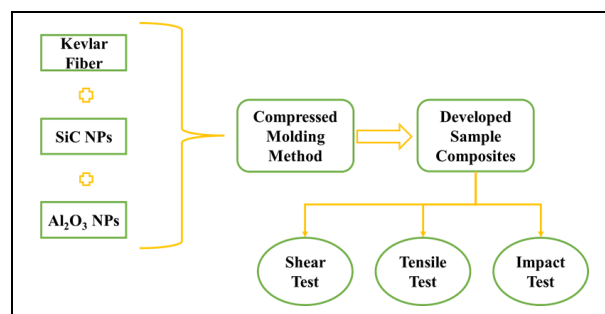 Kevlar
Fiber
SiC NPs
Al₂O₃ NPs
Compressed
Molding
Method
Developed
Sample
Composites
Shear
Test
Tensile
Test
Impact
Test